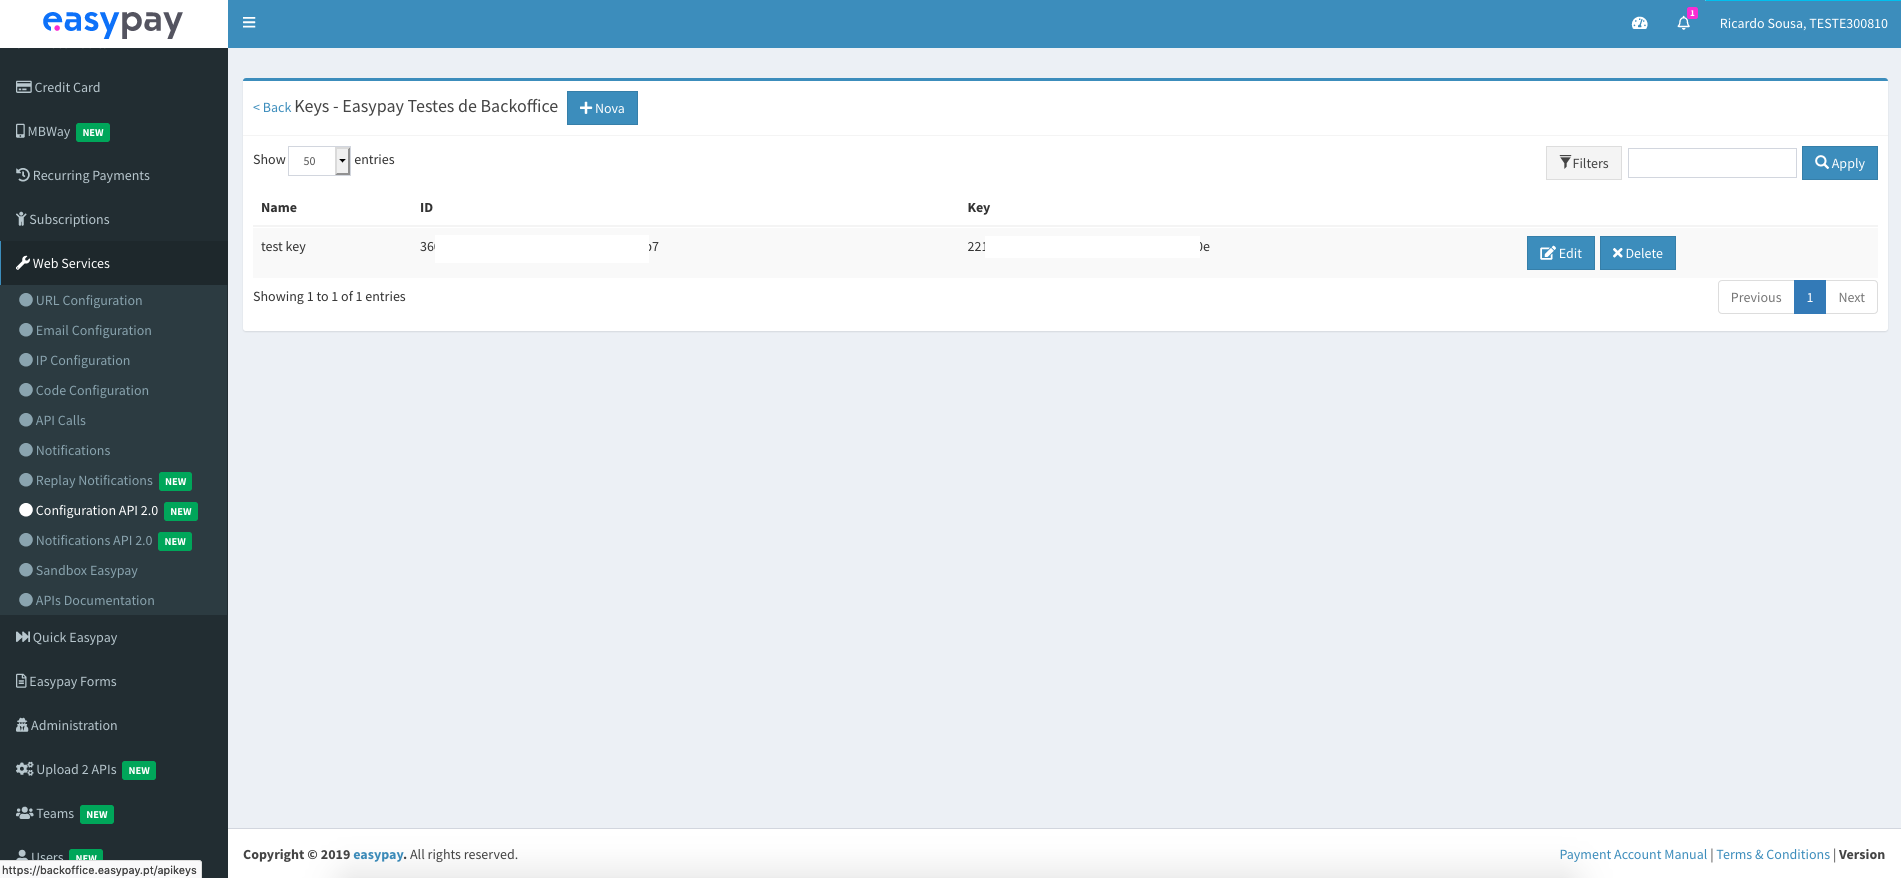 easypay
1
Ricardo Sousa, TESTE300810
Credit Card
MBWay NEW
Recurring Payments
Subscriptions
Web Services
URL Configuration
Email Configuration
IP Configuration
Code Configuration
API Calls
Notifications
Replay Notifications NEW
Configuration API 2.0 NEW
Notifications API 2.0 NEW
Sandbox Easypay
APIs Documentation
Quick Easypay
Easypay Forms
Administration
Upload 2 APIs NEW
Teams NEW
Users NEW
https://backoffice.easypay.pt/apikeys
< Back Keys - Easypay Testes de Backoffice Nova
Show 50 entries
Filters Apply
Name ID Key
test key 36 7 221 e Edit Delete
Showing 1 to 1 of 1 entries
Previous 1 Next
Copyright © 2019 easypay. All rights reserved.
Payment Account Manual | Terms & Conditions | Version